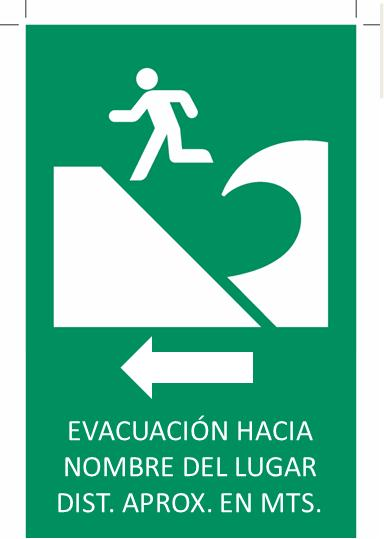 EVACUACIÓN HACIA
NOMBRE DEL LUGAR
DIST. APROX. EN MTS.